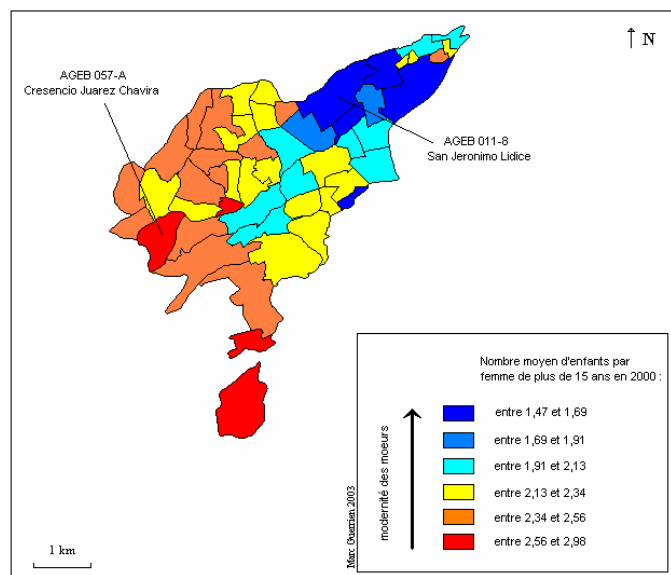 N
AGEB 057-A
Cresencio Juarez Chavira
AGEB 011-8
San Jeronimo Lidice
Nombre moyen d'enfants par
femme de plus de 15 ans en 2000 :
entre 1,47 et 1,69
entre 1,69 et 1,91
entre 1,91 et 2,13
entre 2,13 et 2,34
entre 2,34 et 2,56
entre 2,56 et 2,98
modernité des moeurs
Marc Guerrien 2003
1 km